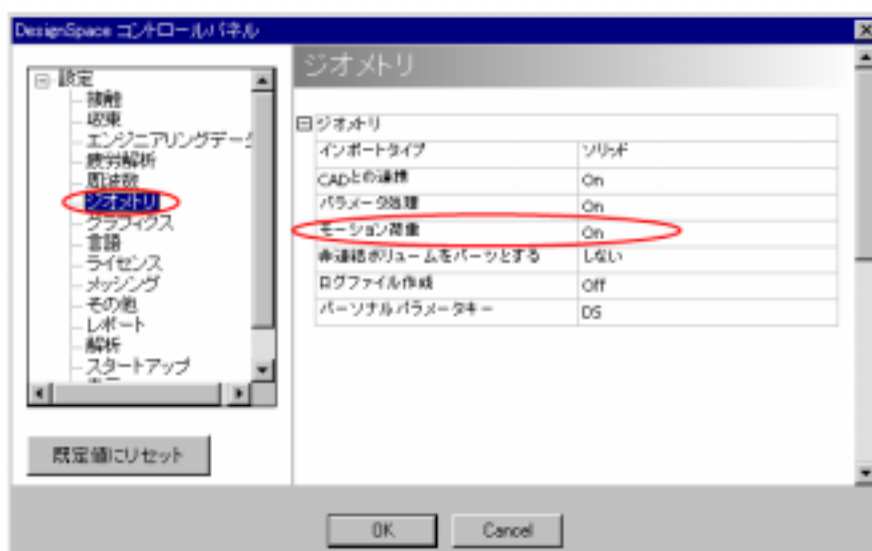 DesignSpace コントロールパネル
設定
接触
収束
エンジニアリングデータ
疲労解析
周波数
ジオメトリ
グラフィクス
言語
ライセンス
メッシング
その他
レポート
解析
スタートアップ
既定値にリセット
ジオメトリ
ジオメトリ
インポートタイプ ソリッド
CADとの連携 On
パラメータ処理 On
モーション荷重 On
非連結ボリュームをパーツとする しない
ログファイル作成 Off
パーソナルパラメータキー DS
OK Cancel